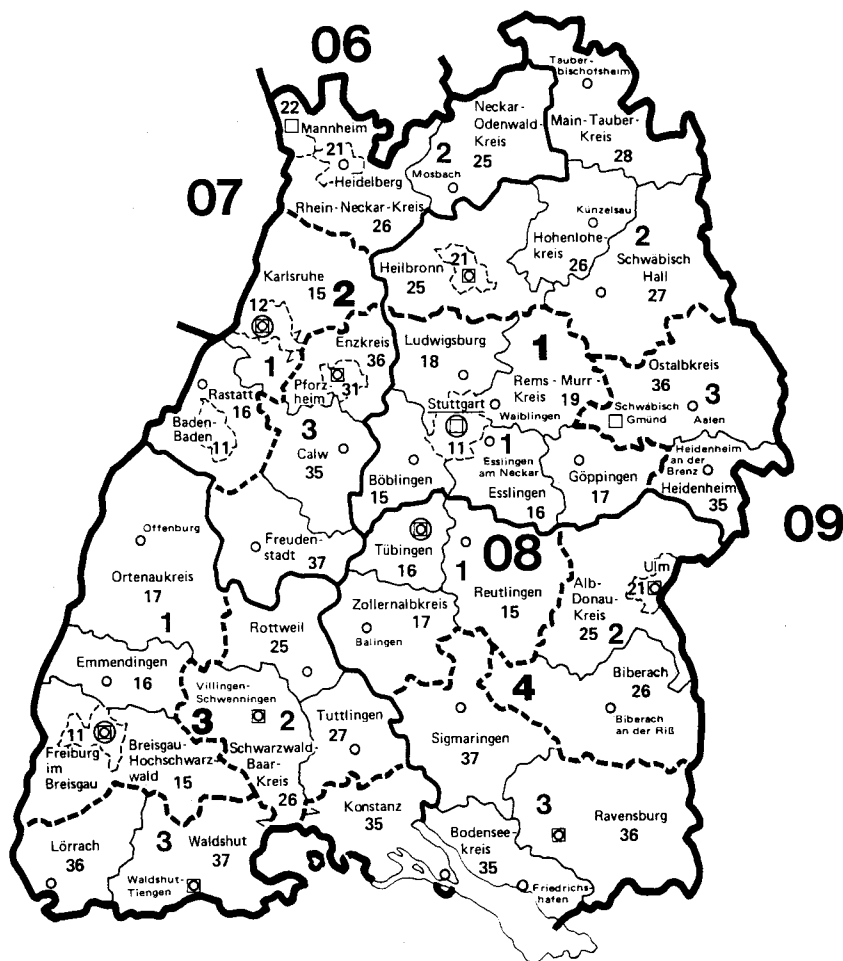 06
Tauber-
bischofsheim
22
Mannheim
Neckar-
Odenwald-
Kreis
25
Main-Tauber-
Kreis
28
21
Heidelberg
2
Mosbach
07
Rhein-Neckar-Kreis
26
Künzelsau
Hohenlohe-
kreis
26
2
Schwäbisch
Hall
27
Karlsruhe
15
2
Heilbronn
25
21
12
Enzkreis
36
Ludwigsburg
18
1
Rems-Murr-
Kreis
19
Ostalbkreis
36
3
Aalen
Schwäbisch
Gmünd
1
Rastatt
16
Pforz-
heim
31
Stuttgart
11
Waiblingen
Baden-
Baden
11
3
Calw
35
Böblingen
15
1
Esslingen
am Neckar
Esslingen
16
Göppingen
17
Heidenheim
an der
Brenz
Heidenheim
35
09
Offenburg
Freuden-
stadt
37
Tübingen
16
08
1
Reutlingen
15
Ulm
21
Alb-
Donau-
Kreis
25
2
Ortenaukreis
17
1
Rottweil
25
Zollernalbkreis
17
Balingen
Emmendingen
16
Villingen-
Schwenningen
3
2
Tuttlingen
27
4
Biberach
26
Biberach
an der Riß
11
Freiburg
im
Breisgau
Breisgau-
Hochschwarz-
wald
15
Schwarzwald-
Baar-
Kreis
26
Sigmaringen
37
Konstanz
35
3
Ravensburg
36
Lörrach
36
3
Waldshut
37
Waldshut-
Tiengen
Bodensee-
kreis
35
Friedrichs-
hafen